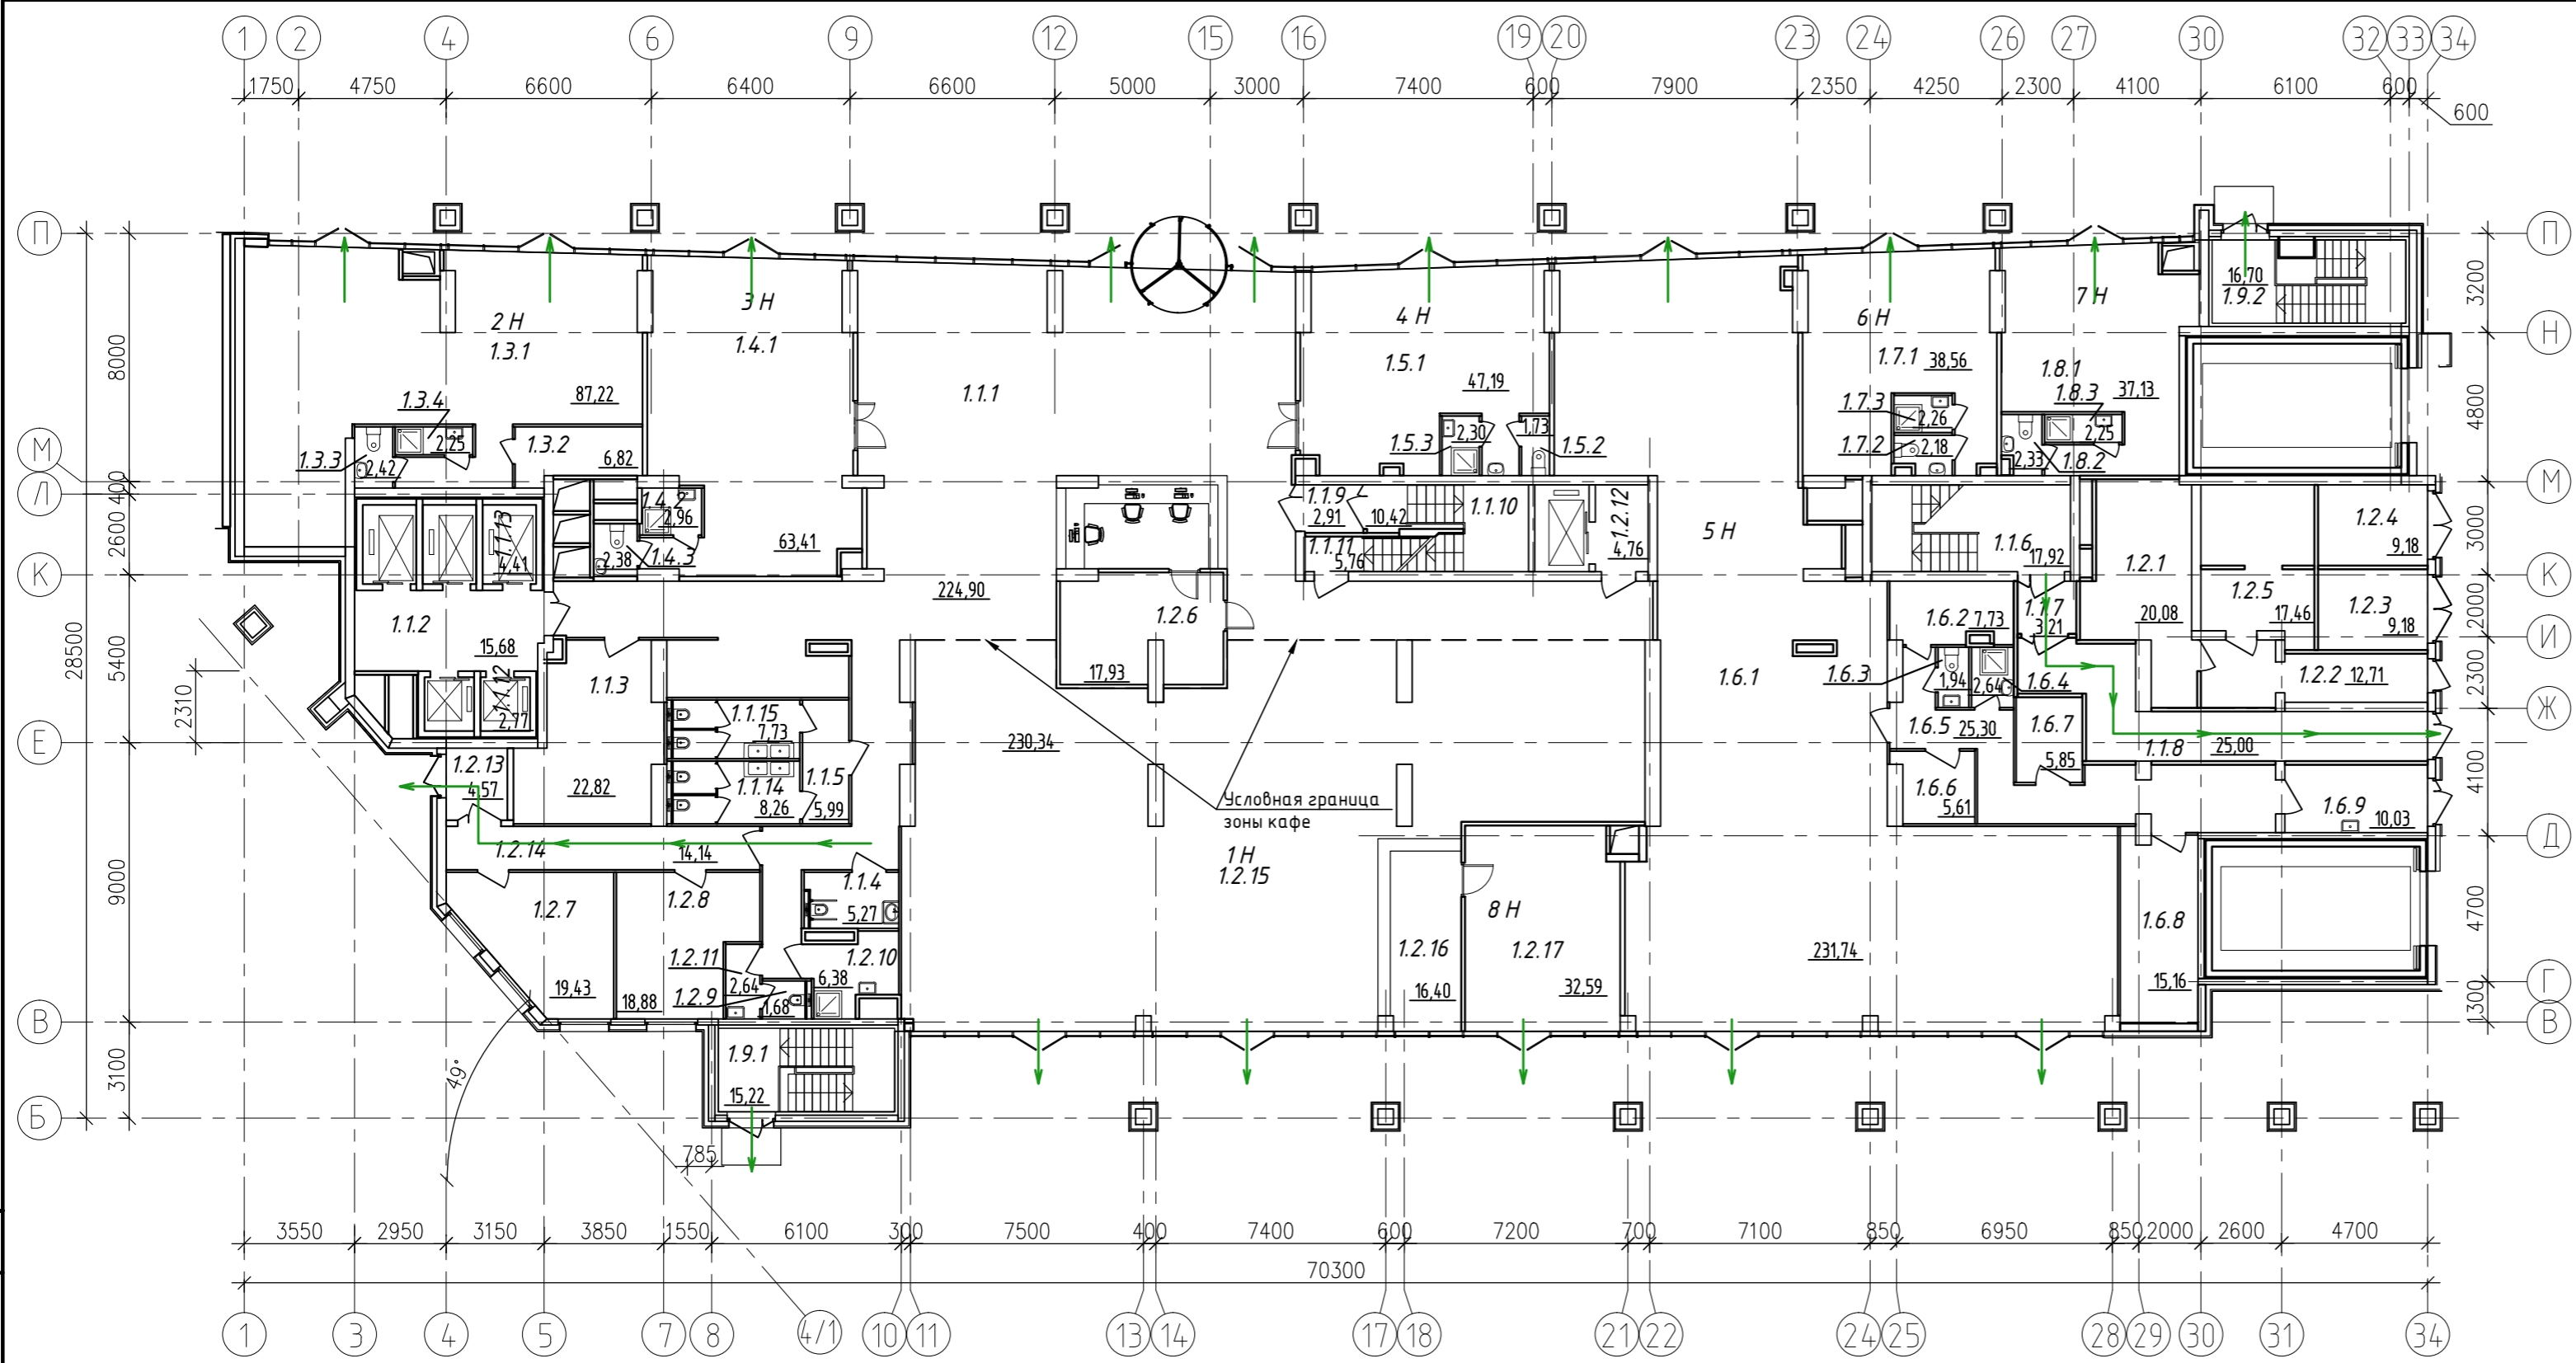 1 2 4 6 9 12 15 16 19 20 23 24 26 27 30 32 33 34
1750 4750 6600 6400 6600 5000 3000 7400 600 7900 2350 4250 2300 4100 6100 600
600
П П
16,70
1.9.2
3200
2 Н 3 Н 4 Н 6 Н 7 Н
Н
1.3.1 1.4.1 1.1.1 1.5.1 1.7.1 1.8.1
8000
87,22 47,19 38,56 37,13
4800
1.3.4 1.7.3 1.8.3
2,25 2,30 1,73 2,26 2,25
1.3.3 1.3.2 1.5.3 1.5.2 1.7.2 1.8.2
2,42 6,82 2,18 2,33
М М
400
Л
1.1.13 1.4.2 1.1.9 1.1.10 1.2.12 5 Н 1.2.4
4,41 2,96 2,91 10,42 4,76 9,18
2600 3000
2,38 1.4.3 63,41 1.1.11 5,76 1.1.6 17,92 1.2.1
К К
1.1.2 224,90 1.2.6 1.6.2 1.1.7 1.2.5 1.2.3
15,68 7,73 3,21 20,08 17,46 9,18
2000
И
28500 5400
2310
1.1.12 1.1.3 17,93 1.6.1 1.6.3 1.6.4 1.2.2 12,71
2,77 1,94 2,64
2300
Ж
1.1.15 1.6.5 1.6.7
7,73 230,34 25,30 1.1.8 25,00
Е
1.2.13 1.1.14 1.1.5 1.6.6 5,85
4,57 22,82 8,26 5,99 5,61 1.6.9
4100
Условная граница
зоны кафе
10,03
Д
1.2.14 14,14 1 Н
1.2.15
1.1.4
5,27
9000
1.2.7 1.2.8 8 Н 1.6.8
4700
1.2.11 1.2.10 1.2.16 1.2.17 231,74
19,43 18,88 2,64 1.2.9 1,68 6,38 16,40 32,59 15,16
Г
1300
В В
1.9.1
15,22
3100
49°
Б
785
3550 2950 3150 3850 1550 6100 300 7500 400 7400 600 7200 700 7100 850 6950 850 2000 2600 4700
70300
1 3 4 5 7 8 4/1 10 11 13 14 17 18 21 22 24 25 28 29 30 31 34